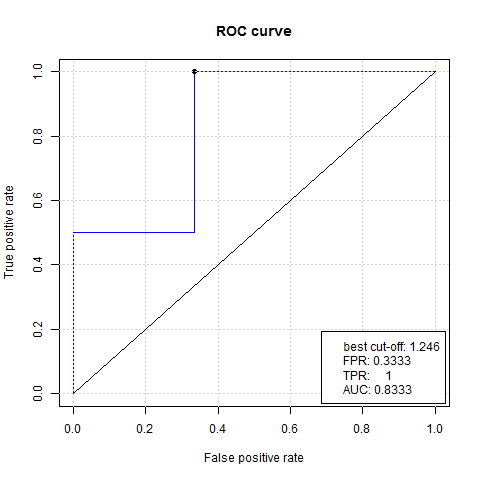 ROC curve
True positive rate
1.0
0.8
0.6
0.4
0.2
0.0
best cut-off: 1.246
FPR: 0.3333
TPR: 1
AUC: 0.8333
0.0 0.2 0.4 0.6 0.8 1.0
False positive rate